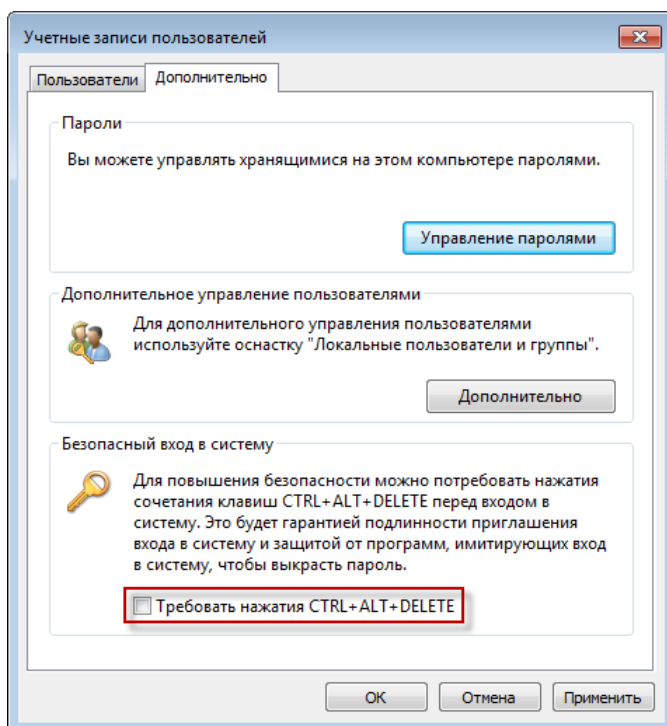 Учетные записи пользователей
Пользователи
Дополнительно
Пароли
Вы можете управлять хранящимися на этом компьютере паролями.
Управление паролями
Дополнительное управление пользователями
Для дополнительного управления пользователями
используйте оснастку "Локальные пользователи и группы".
Дополнительно
Безопасный вход в систему
Для повышения безопасности можно потребовать нажатия
сочетания клавиш CTRL+ALT+DELETE перед входом в
систему. Это будет гарантией подлинности приглашения
входа в систему и защитой от программ, имитирующих вход
в систему, чтобы выкрасть пароль.
Требовать нажатия CTRL+ALT+DELETE
ОК
Отмена
Применить